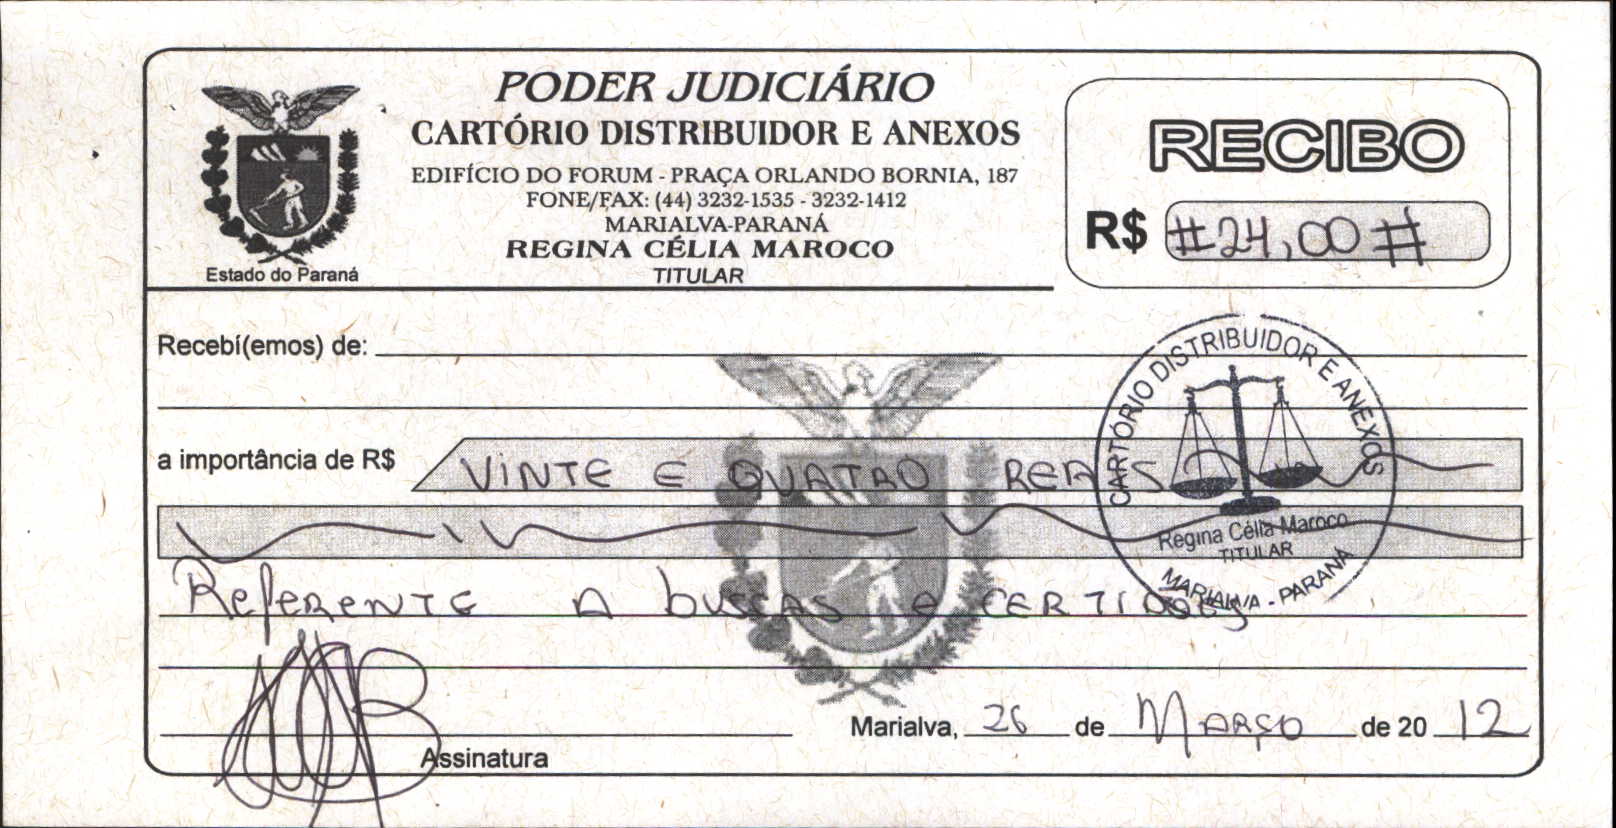 PODER JUDICIÁRIO
CARTÓRIO DISTRIBUIDOR E ANEXOS
EDIFÍCIO DO FORUM - PRAÇA ORLANDO BORNIA, 187
FONE/FAX: (44) 3232-1535 - 3232-1412
MARIALVA-PARANÁ
REGINA CÉLIA MAROCO
TITULAR
Estado do Paraná
RECIBO
R$ #24,00#
Recebí(emos) de:
a importância de R$ VINTE E QUATRO REAIS
Referente a buscas e certidões
CARTÓRIO DISTRIBUIDOR E ANEXOS
Regina Célia Maroco
TITULAR
MARIALVA - PARANÁ
Marialva, 26 de Março de 2012
Assinatura